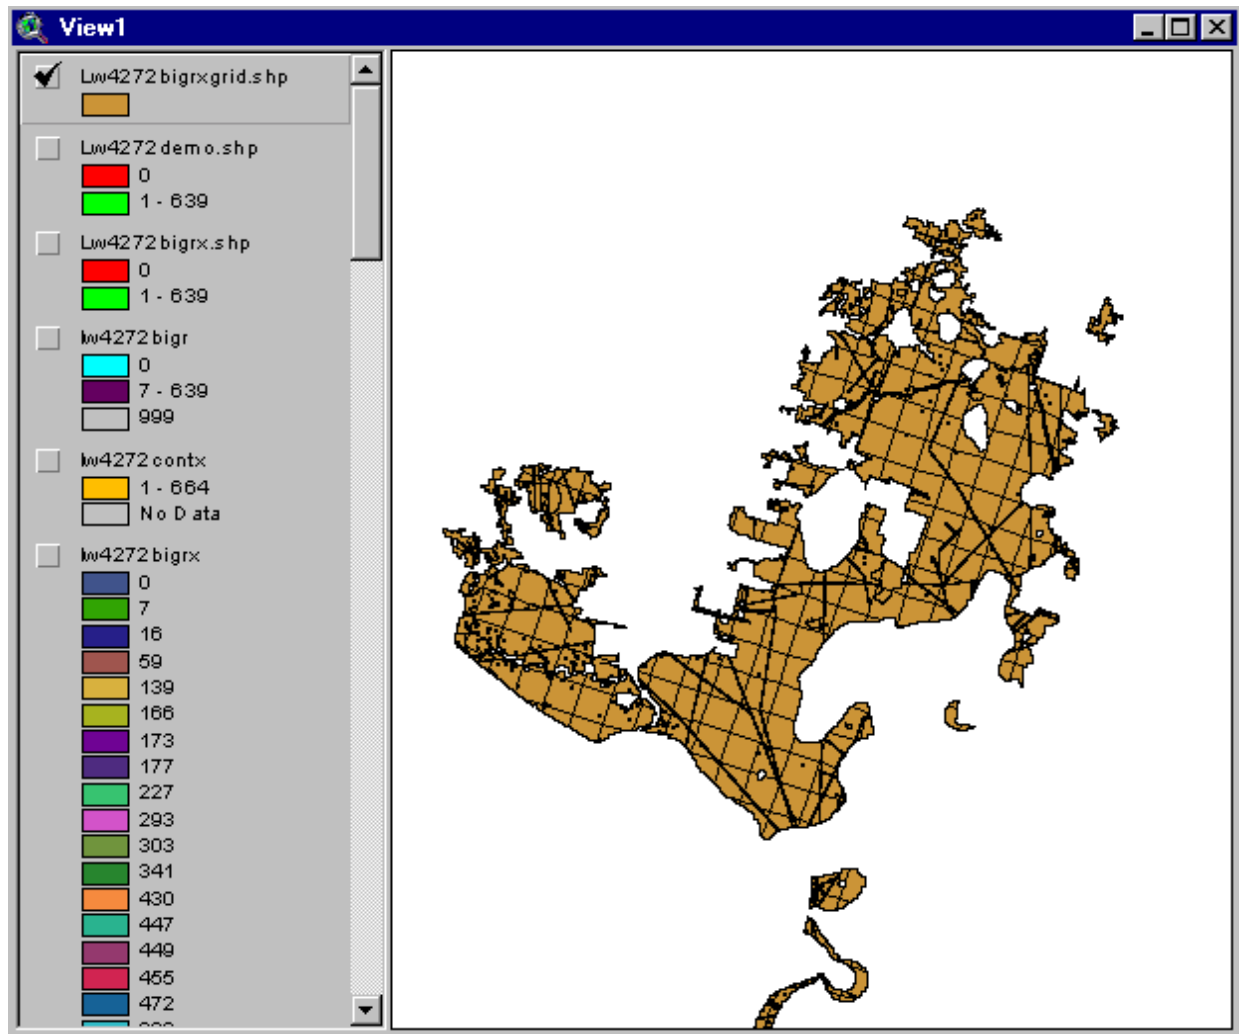 View1
Lw4272bigrxgrid.shp
Lw4272demo.shp
0
1 - 639
Lw4272bigrx.shp
0
1 - 639
lw4272bigr
0
7 - 639
999
lw4272contx
1 - 664
No Data
lw4272bigrx
0
7
16
59
139
166
173
177
227
293
303
341
430
447
449
455
472